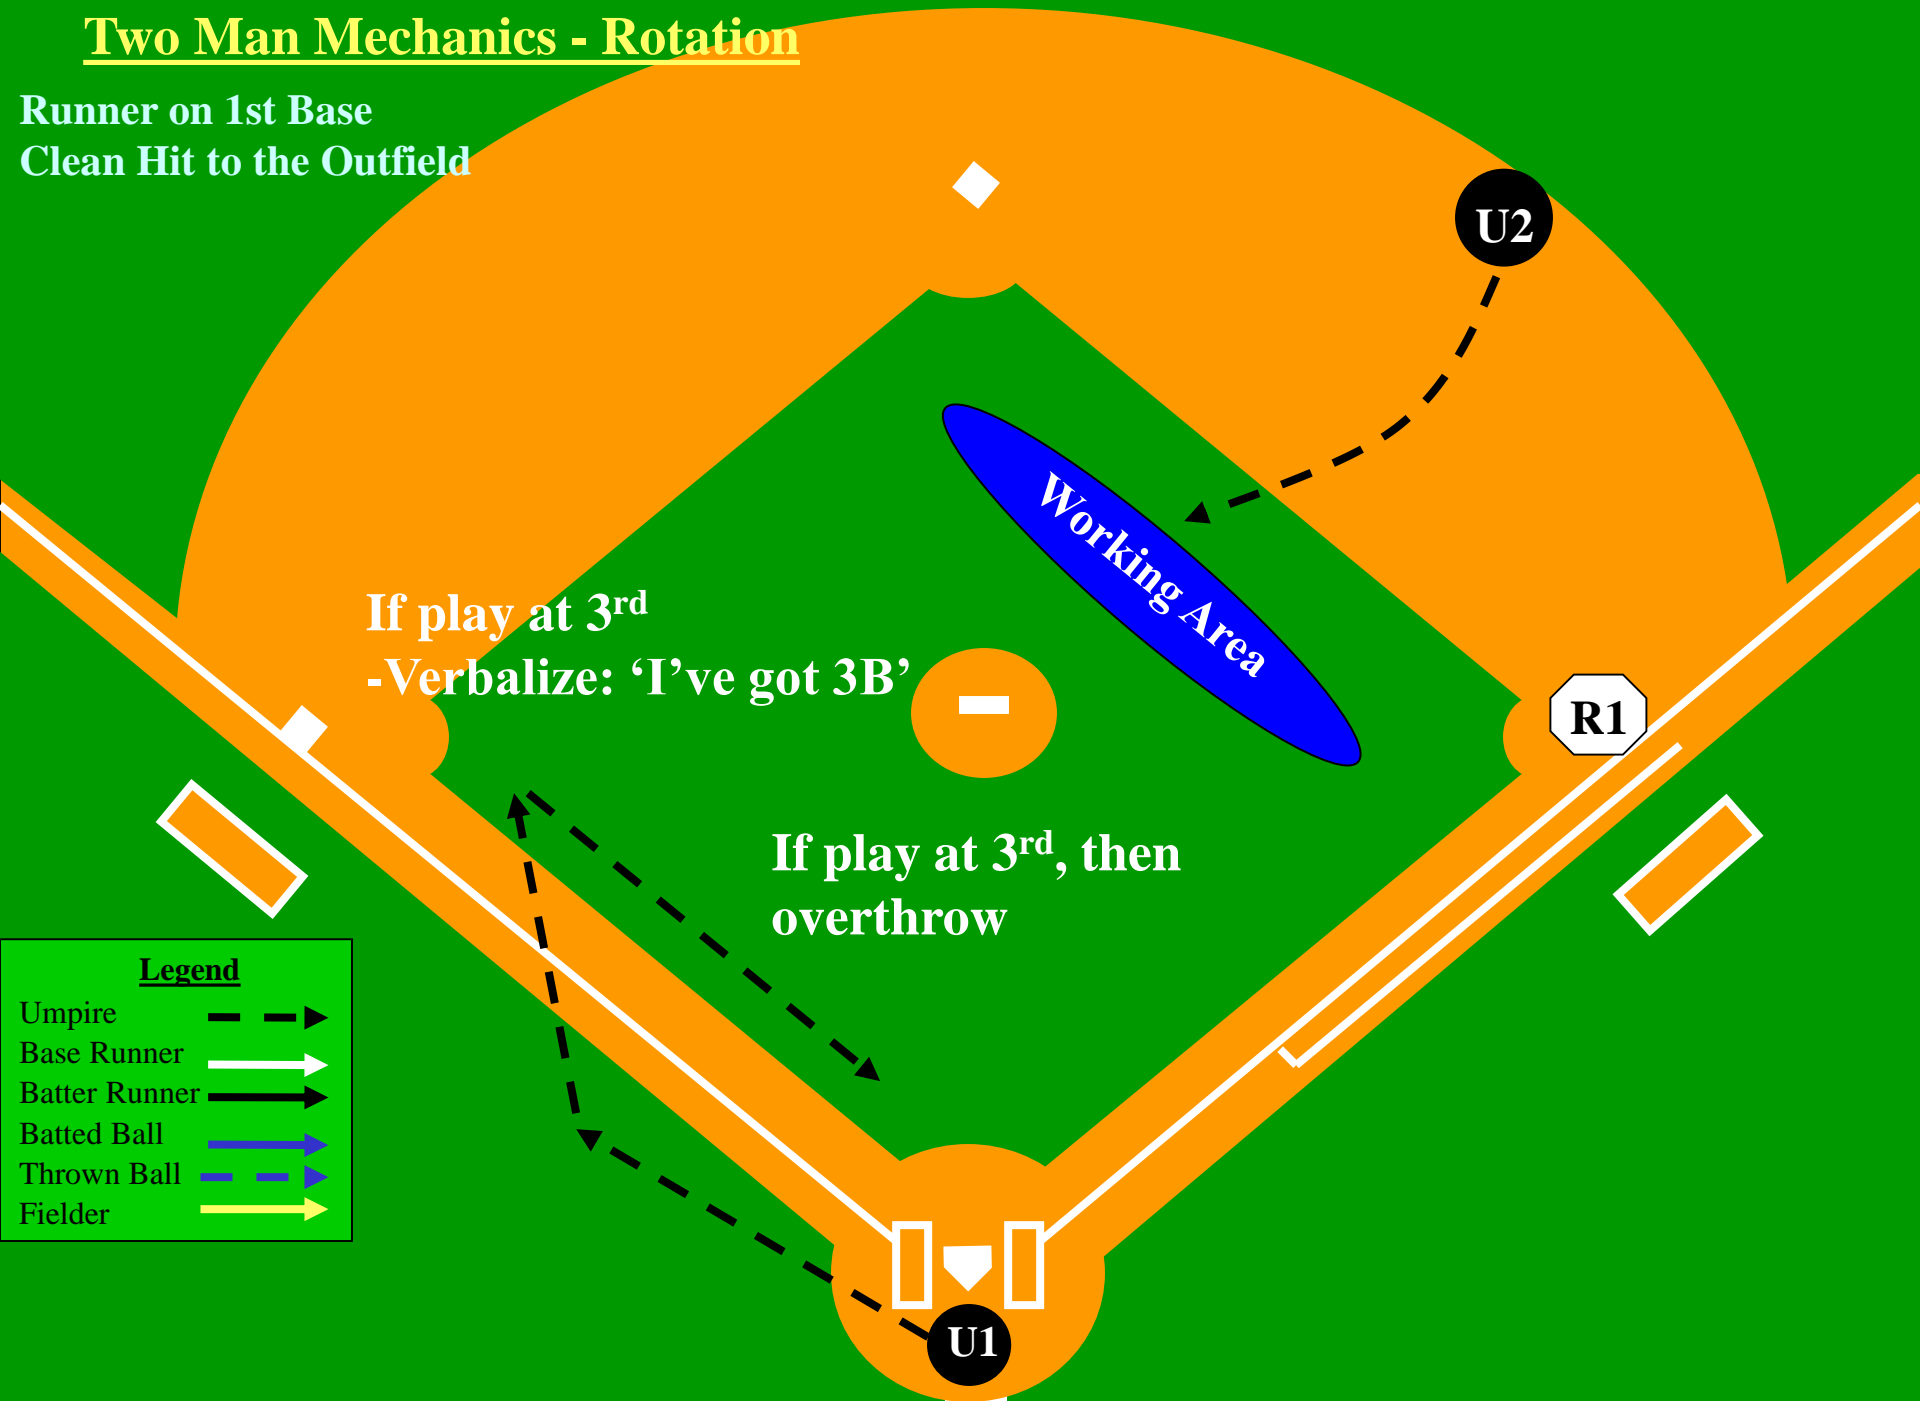 Two Man Mechanics - Rotation
Runner on 1st Base
Clean Hit to the Outfield
U2
Working Area
If play at 3rd
-Verbalize: ‘I’ve got 3B’
R1
If play at 3rd, then
overthrow
Legend
Umpire
Base Runner
Batter Runner
Batted Ball
Thrown Ball
Fielder
U1